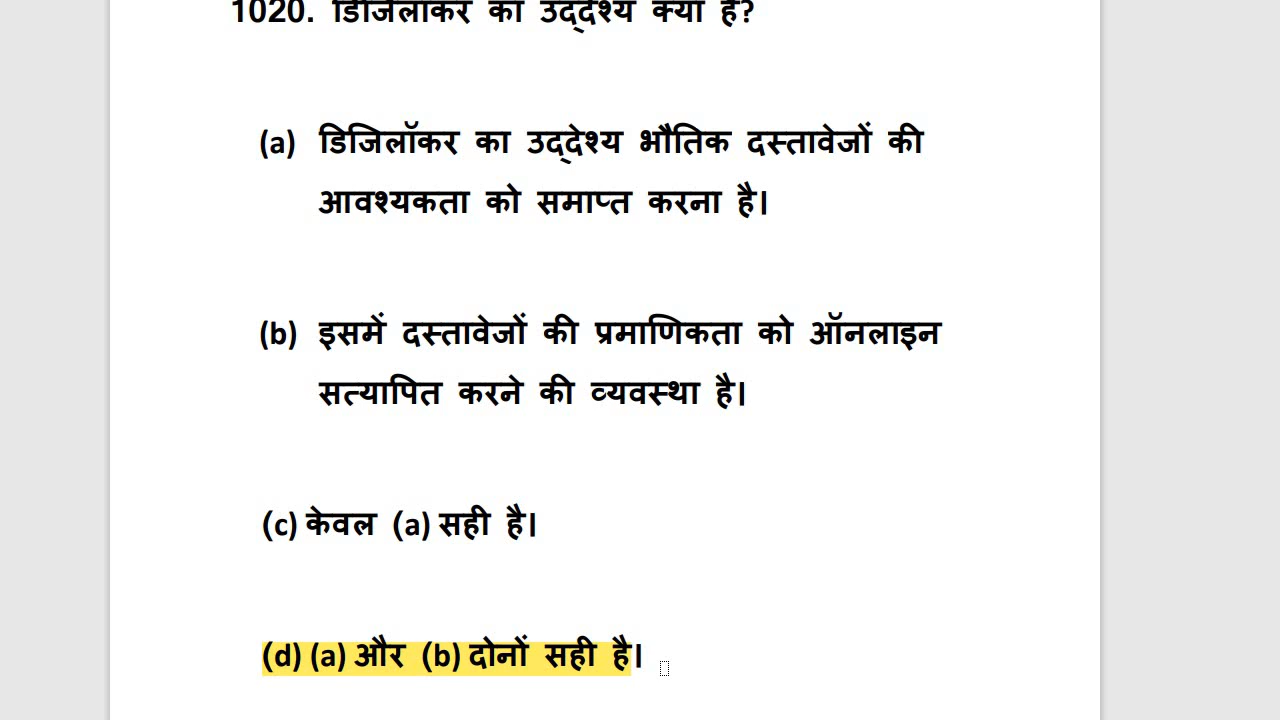 1020. डिजिलॉकर का उद्देश्य क्या है?
(a) डिजिलॉकर का उद्देश्य भौतिक दस्तावेजों की
आवश्यकता को समाप्त करना है।
(b) इसमें दस्तावेजों की प्रमाणिकता को ऑनलाइन
सत्यापित करने की व्यवस्था है।
(c) केवल (a) सही है।
(d) (a) और (b) दोनों सही है।